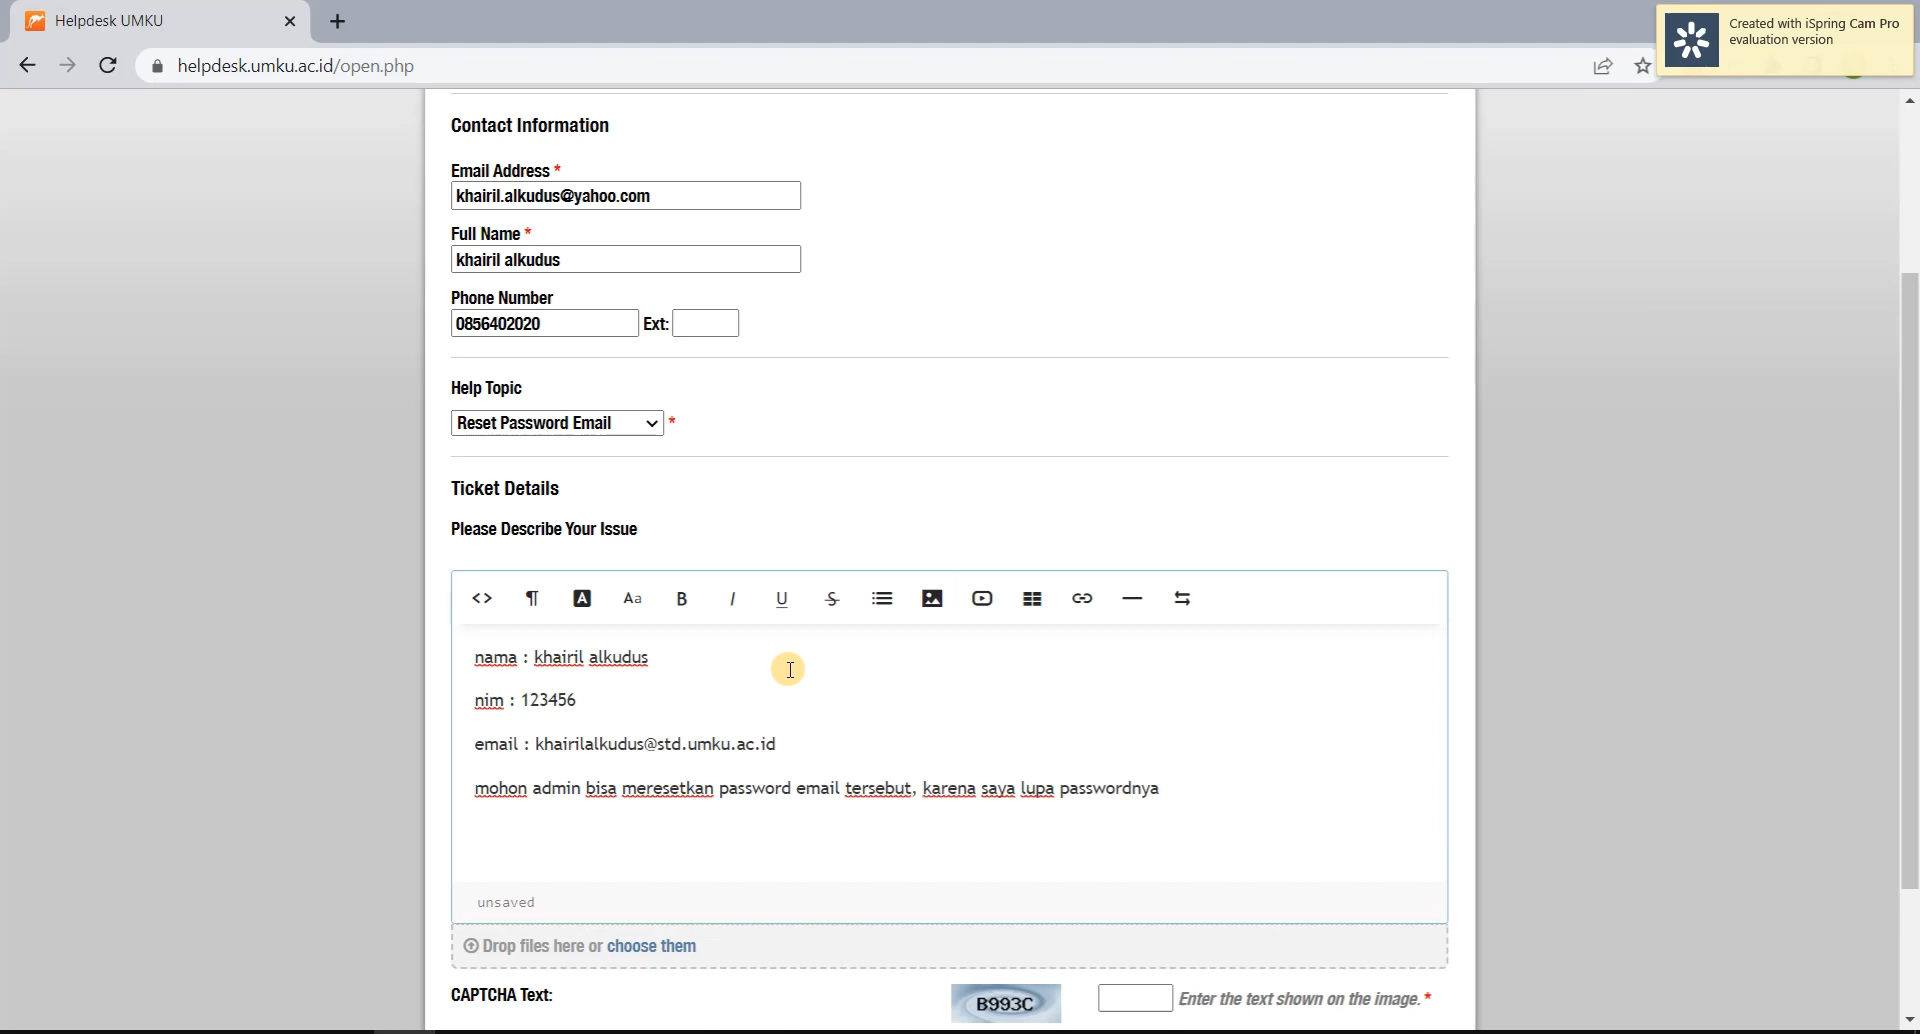 Helpdesk UMKU
Created with iSpring Cam Pro
evaluation version
helpdesk.umku.ac.id/open.php
Contact Information
Email Address *
khairil.alkudus@yahoo.com
Full Name *
khairil alkudus
Phone Number
0856402020 Ext:
Help Topic
Reset Password Email *
Ticket Details
Please Describe Your Issue
<> ¶ A Aa B I U S
nama : khairil alkudus
nim : 123456
email : khairilalkudus@std.umku.ac.id
mohon admin bisa meresetkan password email tersebut, karena saya lupa passwordnya
unsaved
Drop files here or choose them
CAPTCHA Text: B993C Enter the text shown on the image. *